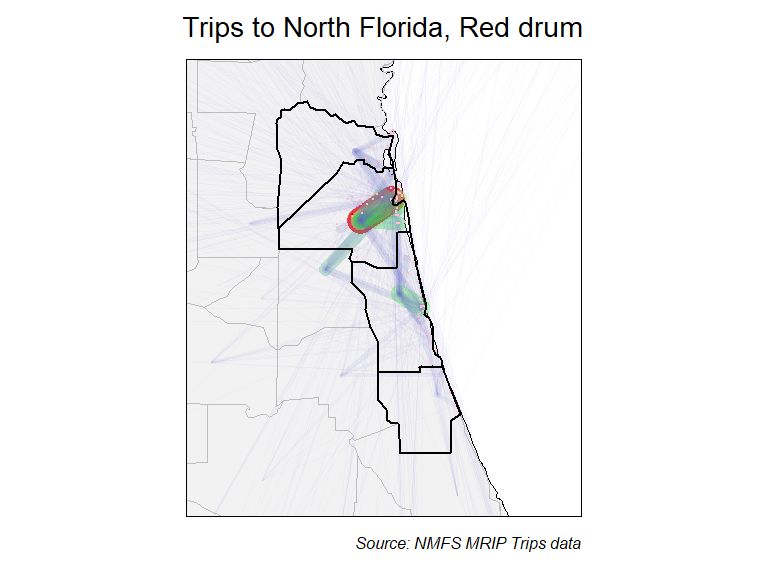 Trips to North Florida, Red drum
Source: NMFS MRIP Trips data